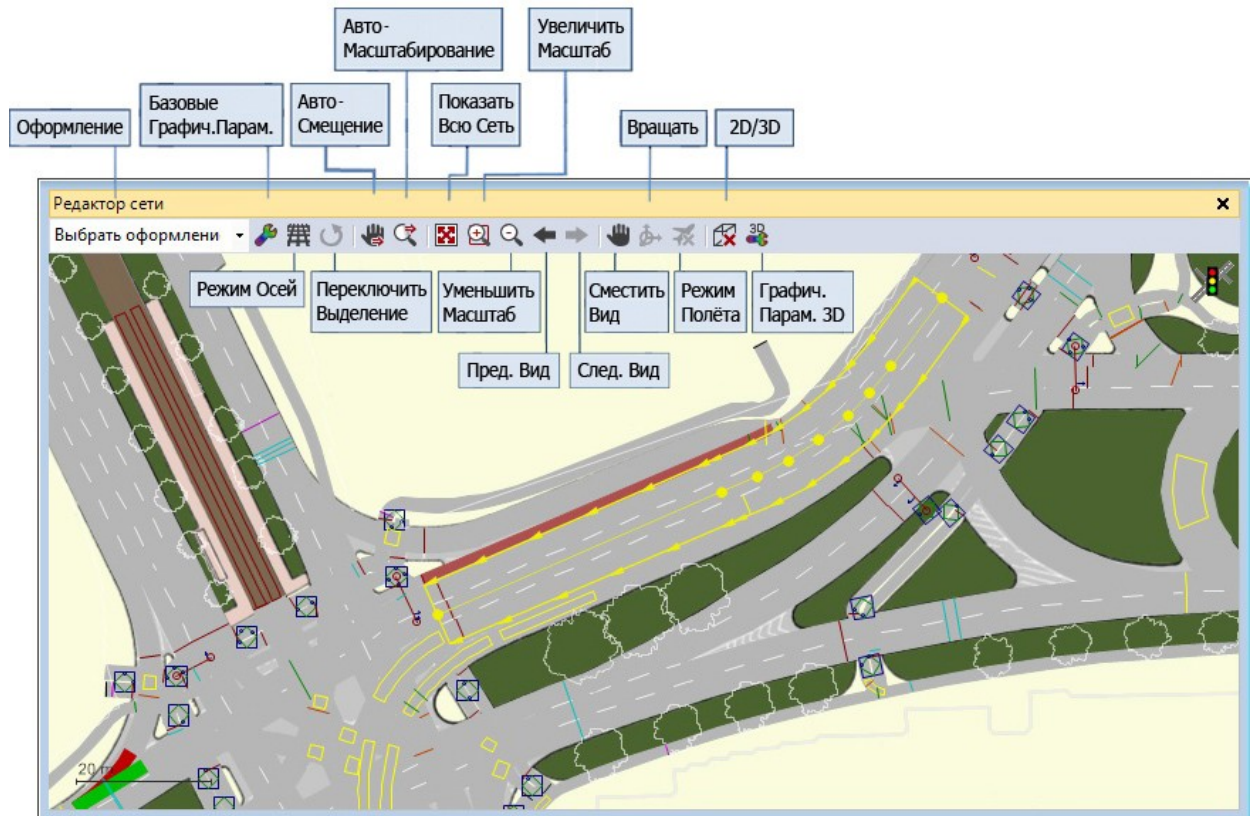 Авто-
Масштабирование
Увеличить
Масштаб
Оформление
Базовые
Графич.Парам.
Авто-
Смещение
Показать
Всю Сеть
Вращать
2D/3D
Редактор сети
Выбрать оформлени
3D
Режим Осей
Переключить
Выделение
Уменьшить
Масштаб
Сместить
Вид
Режим
Полёта
Графич.
Парам. 3D
Пред. Вид
След. Вид